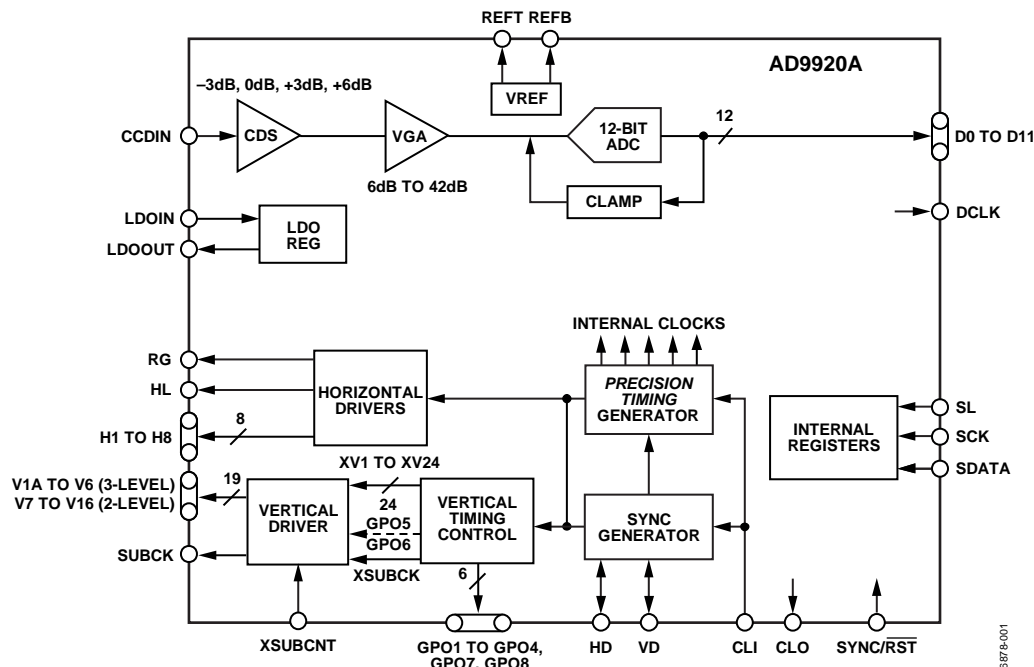 REFT REFB
AD9920A
–3dB, 0dB, +3dB, +6dB
VREF
CCDIN
CDS
VGA
12-BIT
ADC
12
D0 TO D11
6dB TO 42dB
CLAMP
LDOIN
LDO
REG
LDOOUT
DCLK
INTERNAL CLOCKS
RG
HL
HORIZONTAL
DRIVERS
PRECISION
TIMING
GENERATOR
H1 TO H8
8
INTERNAL
REGISTERS
SL
SCK
SDATA
XV1 TO XV24
V1A TO V6 (3-LEVEL)
V7 TO V16 (2-LEVEL)
19
24
VERTICAL
DRIVER
GPO5
GPO6
VERTICAL
TIMING
CONTROL
SYNC
GENERATOR
SUBCK
XSUBCK
6
XSUBCNT
GPO1 TO GPO4,
GPO7, GPO8
HD
VD
CLI
CLO
SYNC/RST
6878-001